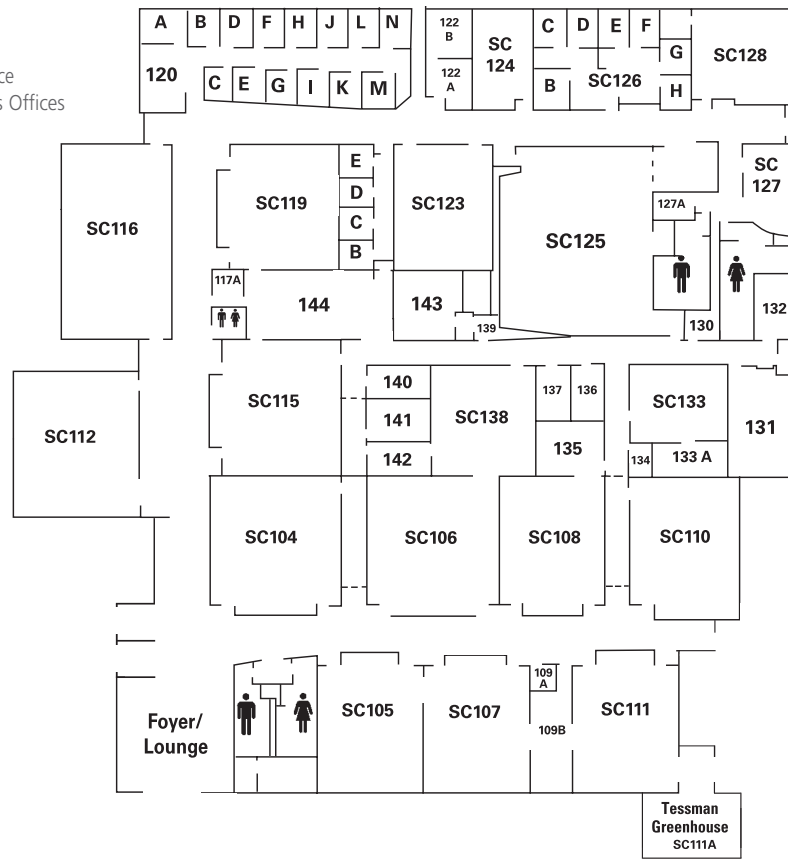 A B D F H J L N
120
C E G I K M
ce
s Offices
122
B
122
A
SC
124
C D E F
G
B
SC126
H
SC128
SC116
SC119
E
D
C
B
SC123
SC125
SC
127
127A
117A
144
143
139
130
132
SC112
SC115
140
141
142
SC138
137
136
135
SC133
134
133 A
131
SC104
SC106
SC108
SC110
Foyer/
Lounge
SC105
SC107
109
A
109B
SC111
Tessman
Greenhouse
SC111A